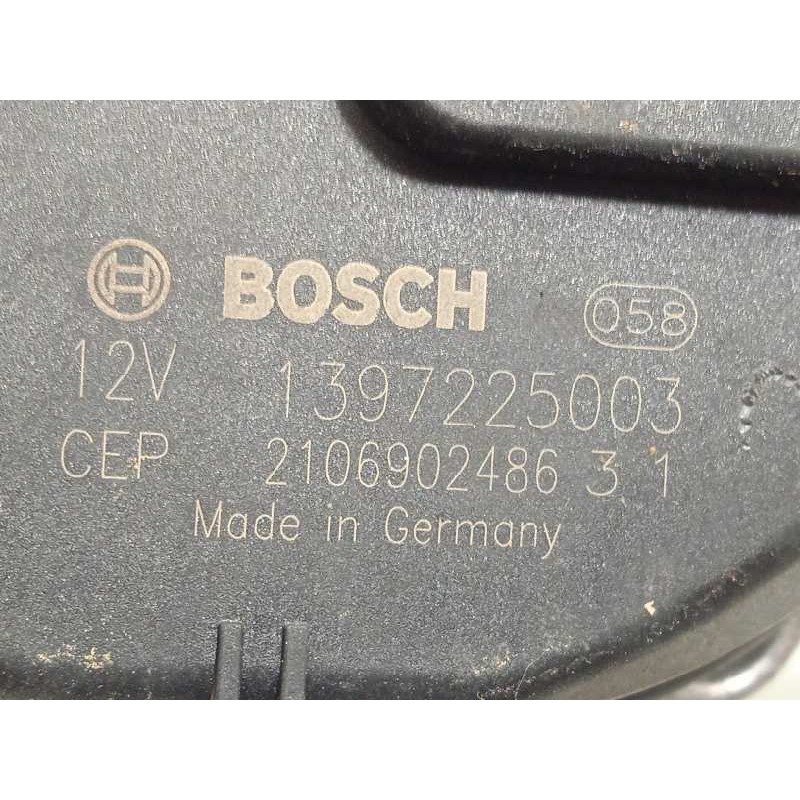 BOSCH 058
12V 1397225003
CEP 2106902486 3 1
Made in Germany